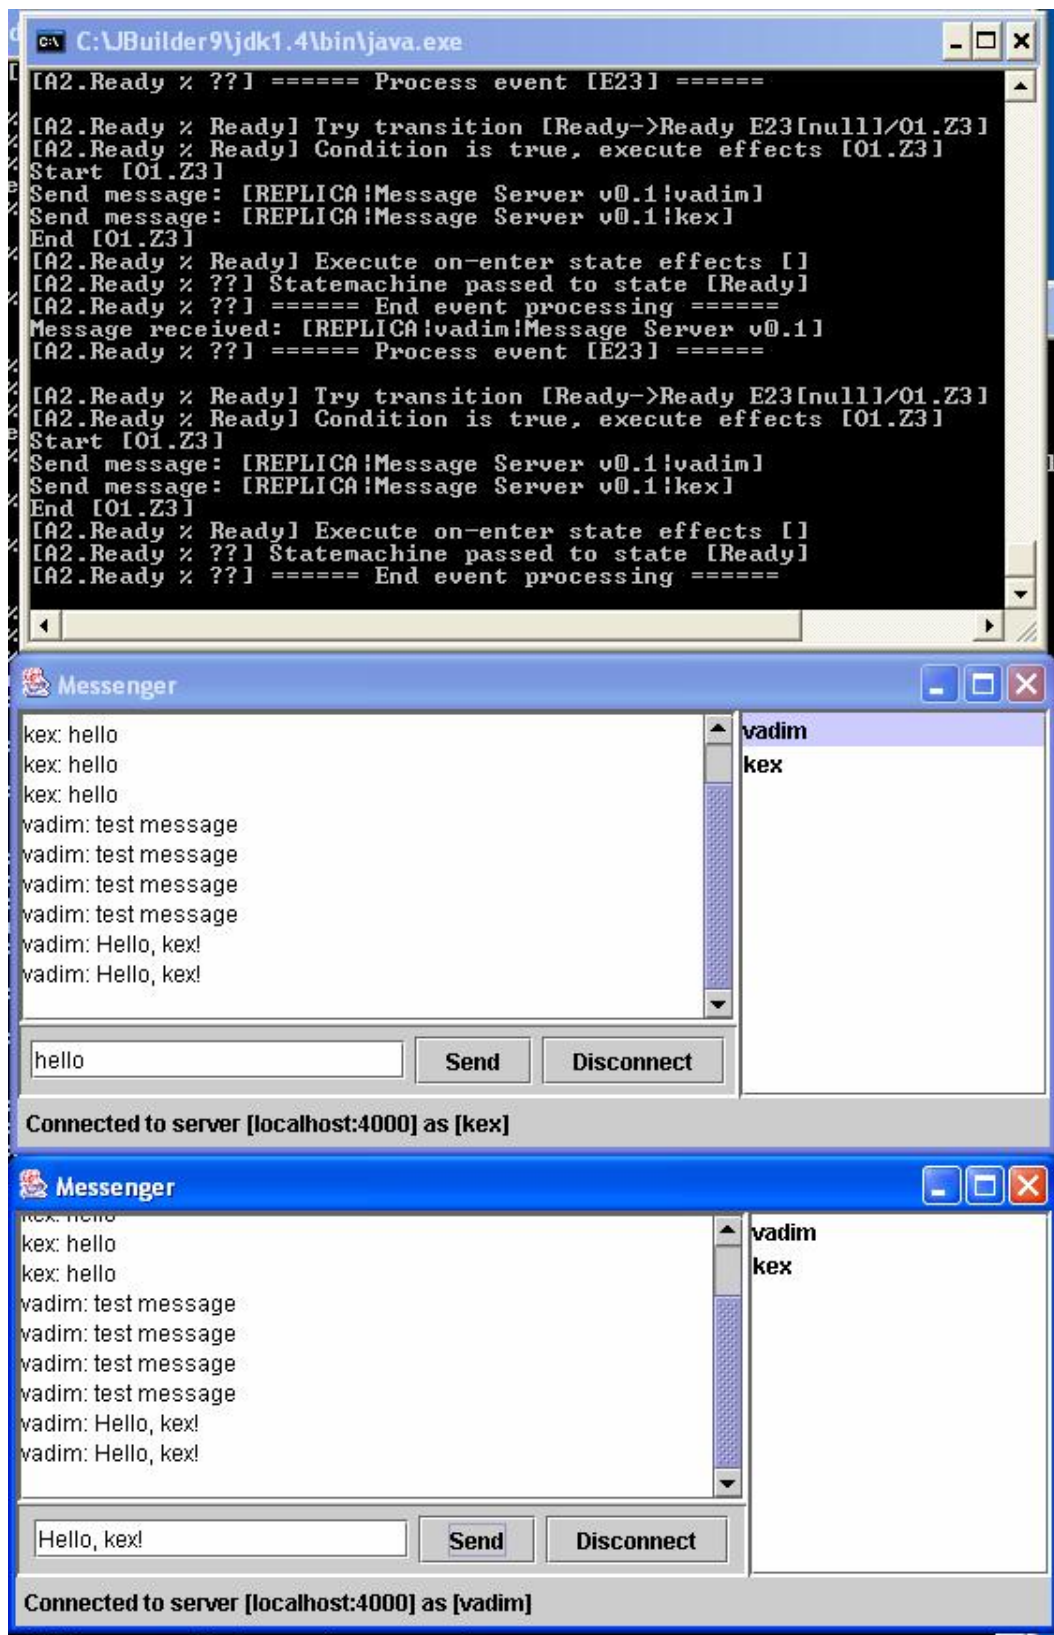 C:\JBuilder9\jdk1.4\bin\java.exe
[A2.Ready % ??] ====== Process event [E23] ======
[A2.Ready % Ready] Try transition [Ready->Ready E23[null]/O1.Z3]
[A2.Ready % Ready] Condition is true, execute effects [O1.Z3]
Start [O1.Z3]
Send message: [REPLICA|Message Server v0.1|vadim]
Send message: [REPLICA|Message Server v0.1|kex]
End [O1.Z3]
[A2.Ready % Ready] Execute on-enter state effects []
[A2.Ready % ??] Statemachine passed to state [Ready]
[A2.Ready % ??] ====== End event processing ======
Message received: [REPLICA|vadim|Message Server v0.1]
[A2.Ready % ??] ====== Process event [E23] ======
[A2.Ready % Ready] Try transition [Ready->Ready E23[null]/O1.Z3]
[A2.Ready % Ready] Condition is true, execute effects [O1.Z3]
Start [O1.Z3]
Send message: [REPLICA|Message Server v0.1|vadim]
Send message: [REPLICA|Message Server v0.1|kex]
End [O1.Z3]
[A2.Ready % Ready] Execute on-enter state effects []
[A2.Ready % ??] Statemachine passed to state [Ready]
[A2.Ready % ??] ====== End event processing ======
Messenger
kex: hello
kex: hello
kex: hello
vadim: test message
vadim: test message
vadim: test message
vadim: test message
vadim: Hello, kex!
vadim: Hello, kex!
vadim
kex
hello
Send
Disconnect
Connected to server [localhost:4000] as [kex]
Messenger
kex: hello
kex: hello
kex: hello
vadim: test message
vadim: test message
vadim: test message
vadim: test message
vadim: Hello, kex!
vadim: Hello, kex!
vadim
kex
Hello, kex!
Send
Disconnect
Connected to server [localhost:4000] as [vadim]